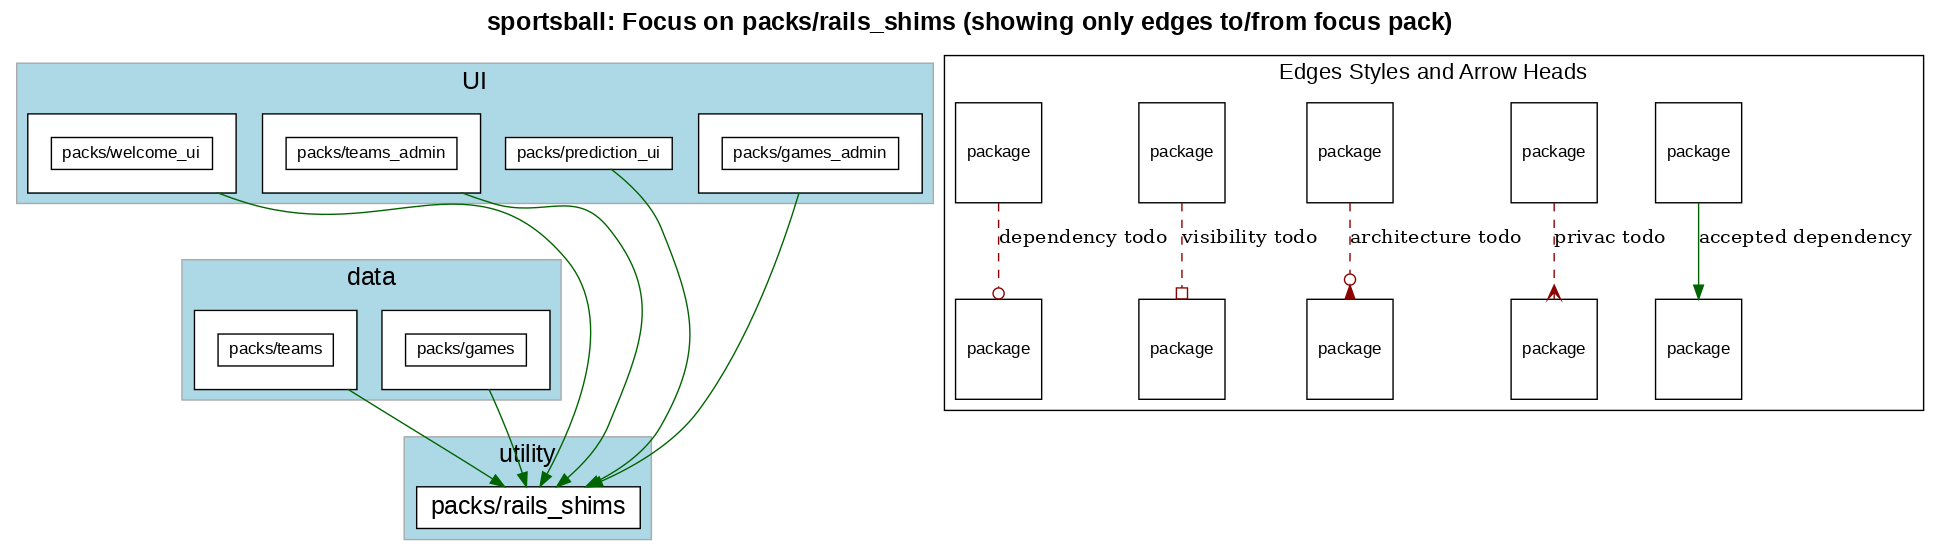 sportsball: Focus on packs/rails_shims (showing only edges to/from focus pack)
UI
packs/welcome_ui
packs/teams_admin
packs/prediction_ui
packs/games_admin
data
packs/teams
packs/games
utility
packs/rails_shims
Edges Styles and Arrow Heads
package
package
package
package
package
dependency todo
visibility todo
architecture todo
privac todo
accepted dependency
package
package
package
package
package